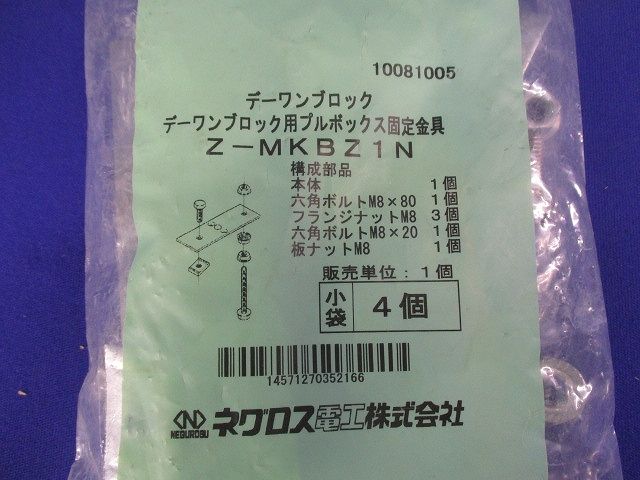 10081005
デーワンブロック
デーワンブロック用プルボックス固定金具
Z－MKBZ1N
構成部品
本体 1個
六角ボルトM8×80 1個
フランジナットM8 3個
六角ボルトM8×20 1個
板ナットM8 1個
販売単位：1個
小袋 4個
14571270352166
NEGUROSU ネグロス電工株式会社